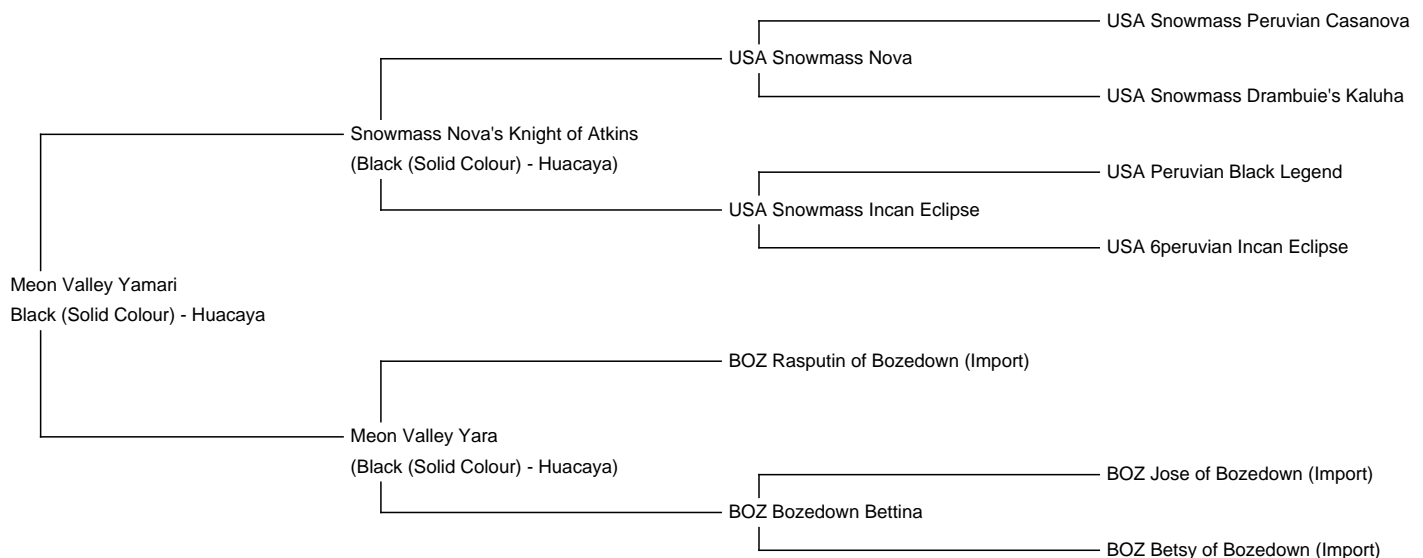 USA Snowmass Peruvian Casanova
USA Snowmass Nova
USA Snowmass Drambuie's Kaluha
Snowmass Nova's Knight of Atkins
(Black (Solid Colour) - Huacaya)
USA Peruvian Black Legend
USA Snowmass Incan Eclipse
USA 6peruvian Incan Eclipse
Meon Valley Yamari
Black (Solid Colour) - Huacaya
BOZ Rasputin of Bozedown (Import)
Meon Valley Yara
(Black (Solid Colour) - Huacaya)
BOZ Jose of Bozedown (Import)
BOZ Bozedown Bettina
BOZ Betsy of Bozedown (Import)